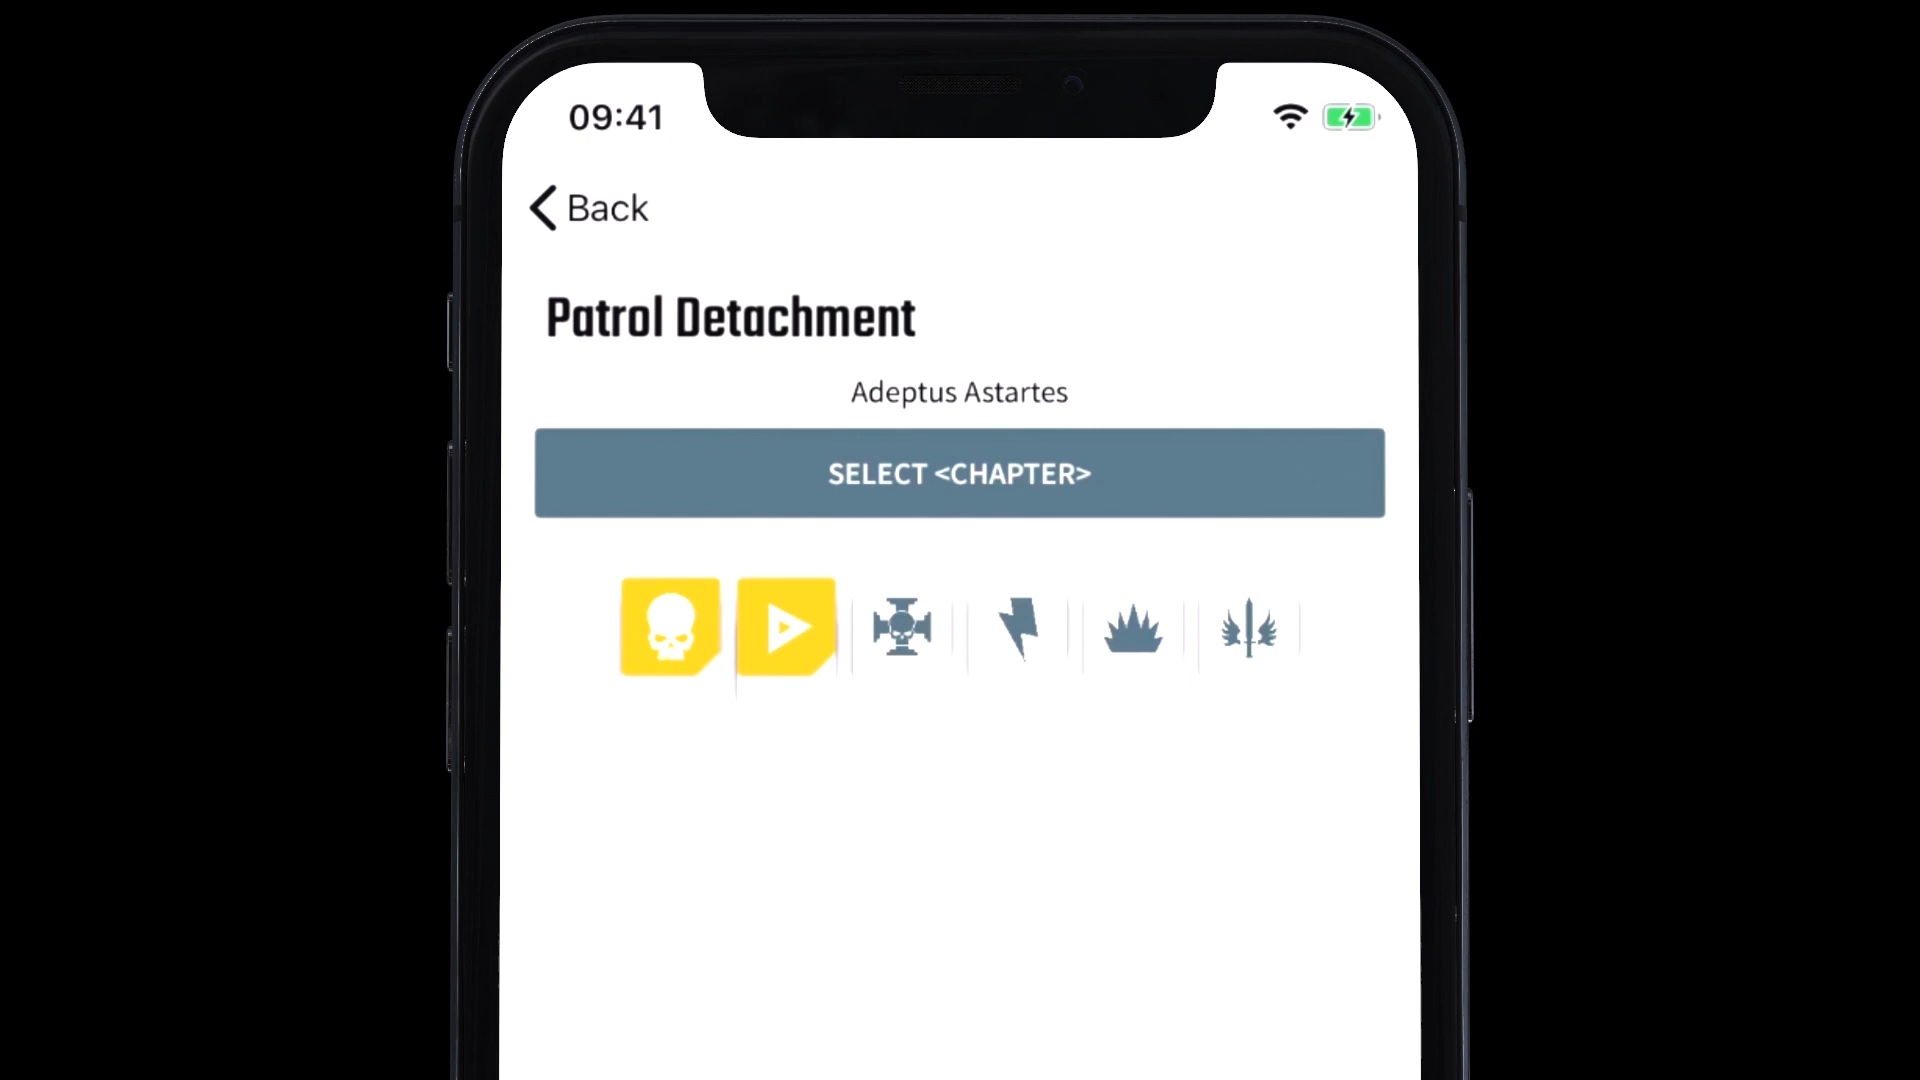 09:41
Back
Patrol Detachment
Adeptus Astartes
SELECT <CHAPTER>